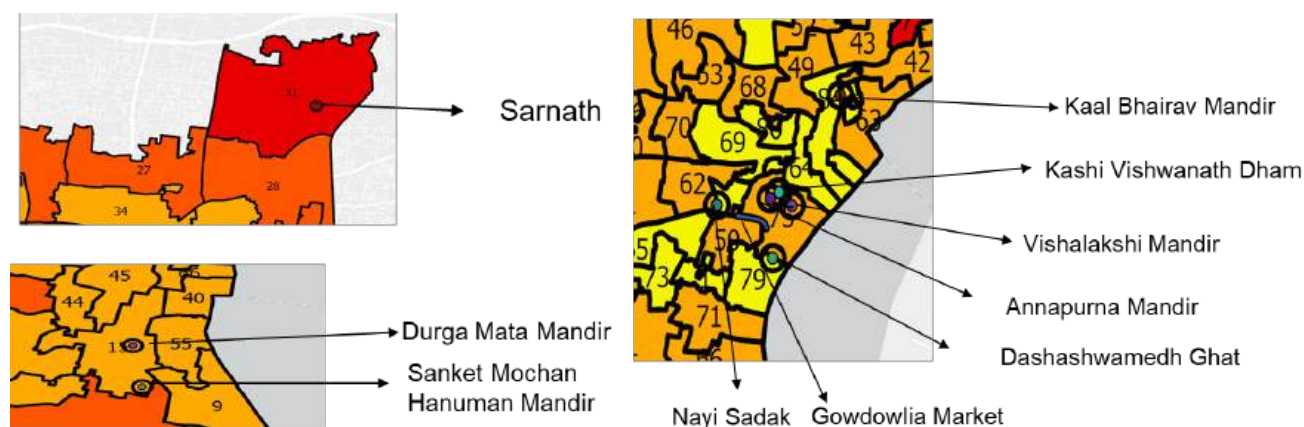 Sarnath
27
28
34
45
44
40
55
9
Durga Mata Mandir
Sanket Mochan
Hanuman Mandir
46
43
53
49
42
68
70
69
63
64
62
73
79
71
Kaal Bhairav Mandir
Kashi Vishwanath Dham
Vishalakshi Mandir
Annapurna Mandir
Dashashwamedh Ghat
Nayi Sadak Gowdowlia Market